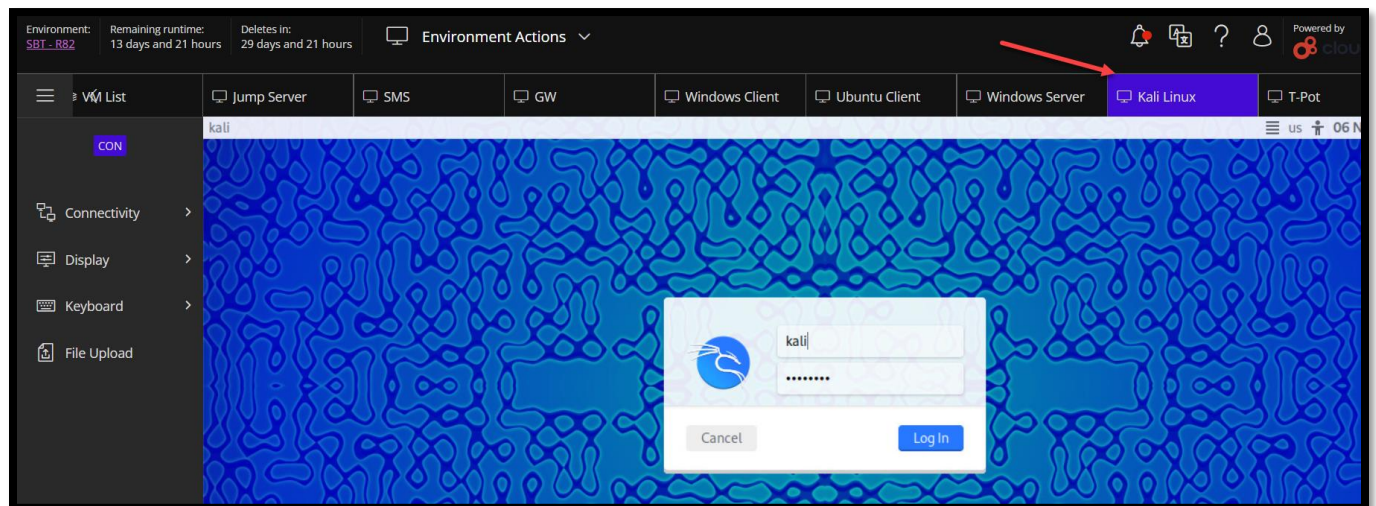 Environment: Remaining runtime: Deletes in: Powered by
SBT - R82 13 days and 21 hours 29 days and 21 hours Environment Actions clou
VM List Jump Server SMS GW Windows Client Ubuntu Client Windows Server Kali Linux T-Pot
kali us 06 N
CON
Connectivity
Display
Keyboard
File Upload
kali
••••••••
Cancel Log In